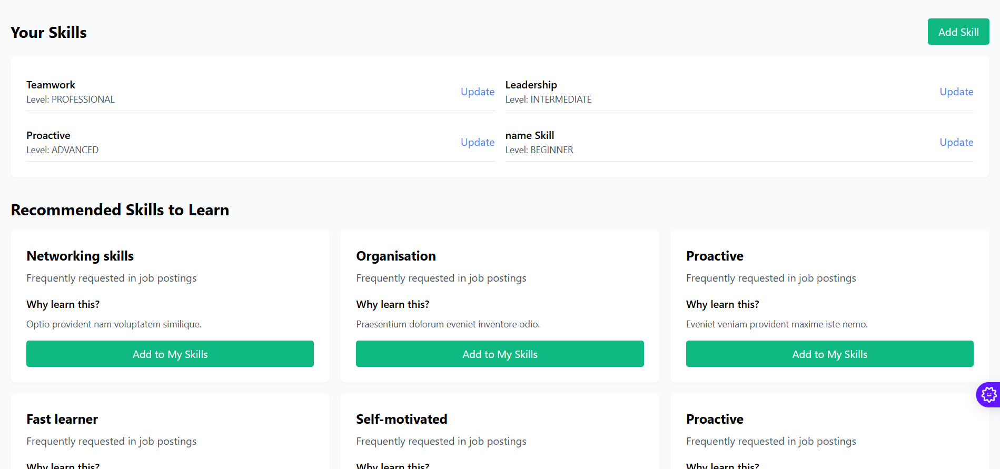 Your Skills
Add Skill
Teamwork
Level: PROFESSIONAL
Update
Leadership
Level: INTERMEDIATE
Update
Proactive
Level: ADVANCED
Update
name Skill
Level: BEGINNER
Update
Recommended Skills to Learn
Networking skills
Frequently requested in job postings
Why learn this?
Optio provident nam voluptatem similique.
Add to My Skills
Organisation
Frequently requested in job postings
Why learn this?
Praesentium dolorum eveniet inventore odio.
Add to My Skills
Proactive
Frequently requested in job postings
Why learn this?
Eveniet veniam provident maxime iste nemo.
Add to My Skills
Fast learner
Frequently requested in job postings
Why learn this?
Self-motivated
Frequently requested in job postings
Why learn this?
Proactive
Frequently requested in job postings
Why learn this?